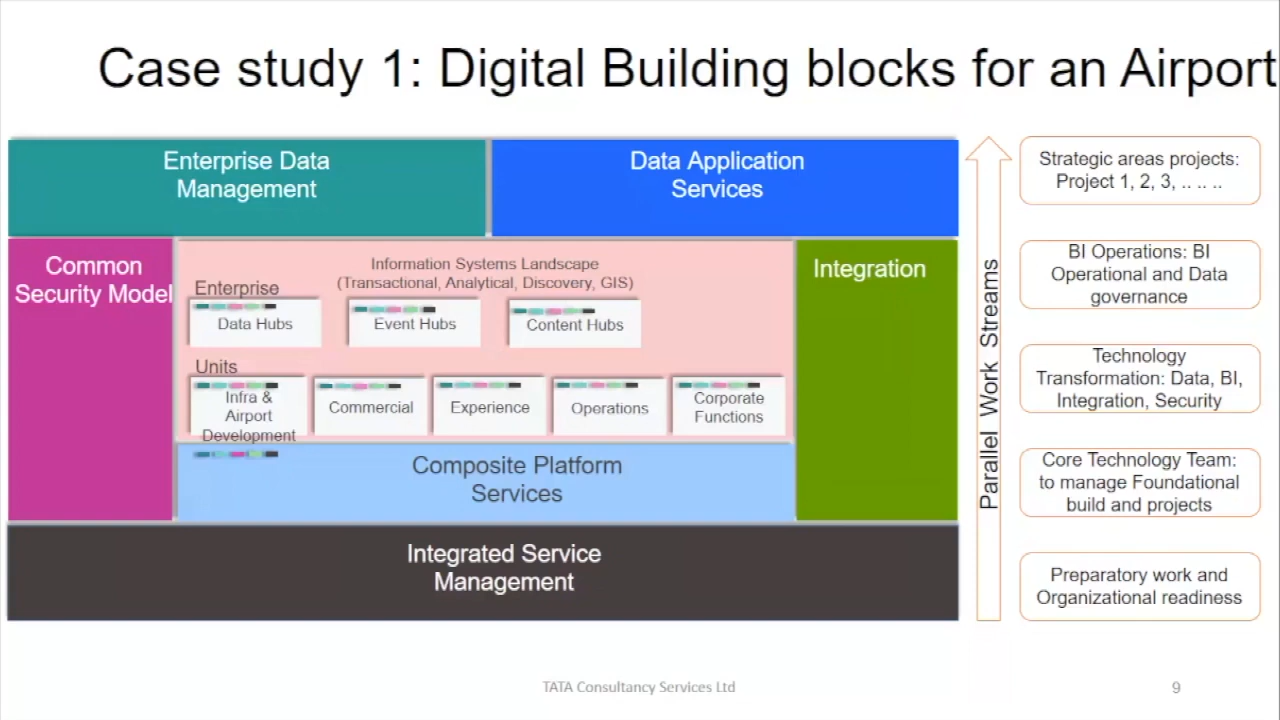 Case study 1: Digital Building blocks for an Airport
Enterprise Data
Management
Data Application
Services
Common
Security Model
Information Systems Landscape
(Transactional, Analytical, Discovery, GIS)
Enterprise
Data Hubs
Event Hubs
Content Hubs
Units
Infra &
Airport
Development
Commercial
Experience
Operations
Corporate
Functions
Composite Platform
Services
Integration
Integrated Service
Management
Parallel Work Streams
Strategic areas projects:
Project 1, 2, 3, .. .. ..
BI Operations: BI
Operational and Data
governance
Technology
Transformation: Data, BI,
Integration, Security
Core Technology Team:
to manage Foundational
build and projects
Preparatory work and
Organizational readiness
TATA Consultancy Services Ltd
9